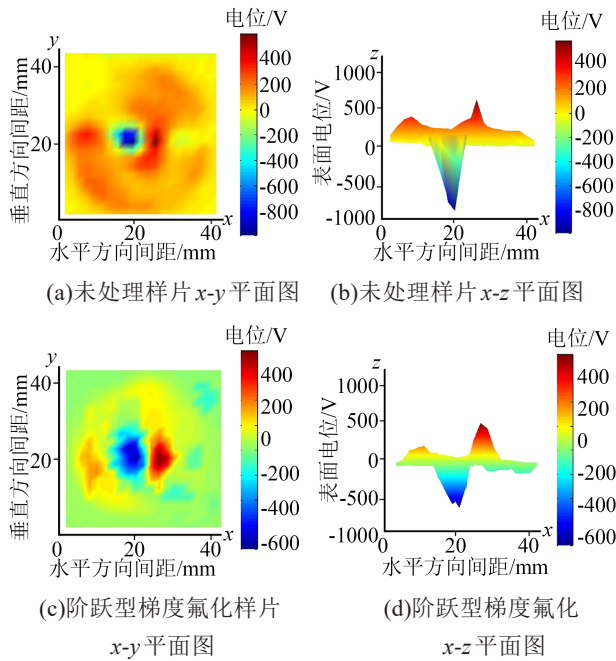 电位/V
y
40
20
0
20
40
x
垂直方向间距/mm
水平方向间距/mm
400
200
0
-200
-400
-600
-800
(a)未处理样片x-y平面图
电位/V
z
1000
500
0
-500
-1000
0
20
40
x
表面电位/V
水平方向间距/mm
400
200
0
-200
-400
-600
-800
(b)未处理样片x-z平面图
电位/V
y
40
20
0
20
40
x
垂直方向间距/mm
水平方向间距/mm
400
200
0
-200
-400
-600
(c)阶跃型梯度氟化样片
x-y平面图
电位/V
z
1000
500
0
-500
-1000
0
20
40
x
表面电位/V
水平方向间距/mm
400
200
0
-200
-400
-600
(d)阶跃型梯度氟化
x-z平面图